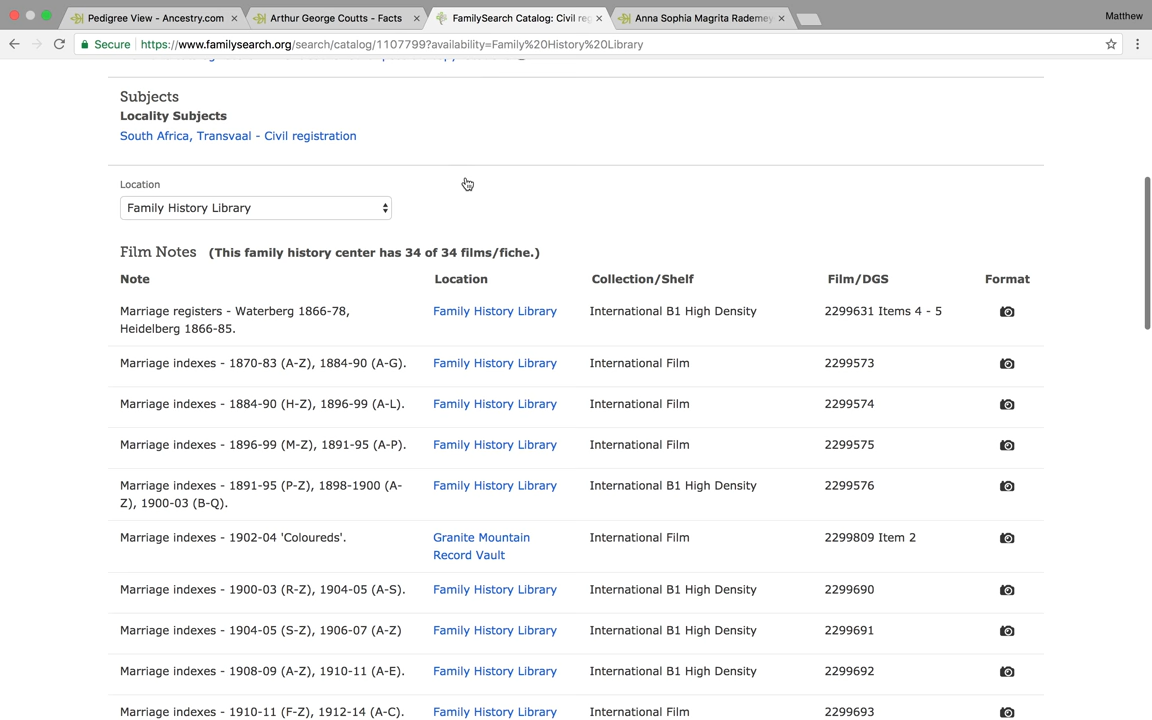 Pedigree View - Ancestry.com
Arthur George Coutts - Facts
FamilySearch Catalog: Civil reg
Anna Sophia Magrita Rademey
Matthew
Secure https://www.familysearch.org/search/catalog/1107799?availability=Family%20History%20Library
Subjects
Locality Subjects
South Africa, Transvaal - Civil registration
Location
Family History Library
Film Notes (This family history center has 34 of 34 films/fiche.)
Note Location Collection/Shelf Film/DGS Format
Marriage registers - Waterberg 1866-78, Family History Library International B1 High Density 2299631 Items 4 - 5
Heidelberg 1866-85.
Marriage indexes - 1870-83 (A-Z), 1884-90 (A-G). Family History Library International Film 2299573
Marriage indexes - 1884-90 (H-Z), 1896-99 (A-L). Family History Library International Film 2299574
Marriage indexes - 1896-99 (M-Z), 1891-95 (A-P). Family History Library International Film 2299575
Marriage indexes - 1891-95 (P-Z), 1898-1900 (A- Family History Library International B1 High Density 2299576
Z), 1900-03 (B-Q).
Marriage indexes - 1902-04 'Coloureds'. Granite Mountain International Film 2299809 Item 2
Record Vault
Marriage indexes - 1900-03 (R-Z), 1904-05 (A-S). Family History Library International B1 High Density 2299690
Marriage indexes - 1904-05 (S-Z), 1906-07 (A-Z) Family History Library International B1 High Density 2299691
Marriage indexes - 1908-09 (A-Z), 1910-11 (A-E). Family History Library International B1 High Density 2299692
Marriage indexes - 1910-11 (F-Z), 1912-14 (A-C). Family History Library International Film 2299693